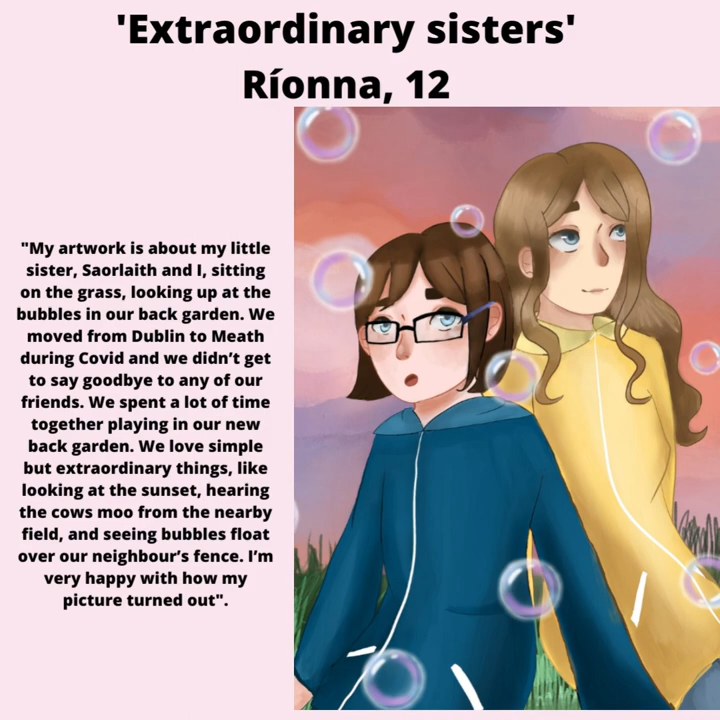 'Extraordinary sisters'
Ríonna, 12
"My artwork is about my little
sister, Saorlaith and I, sitting
on the grass, looking up at the
bubbles in our back garden. We
moved from Dublin to Meath
during Covid and we didn’t get
to say goodbye to any of our
friends. We spent a lot of time
together playing in our new
back garden. We love simple
but extraordinary things, like
looking at the sunset, hearing
the cows moo from the nearby
field, and seeing bubbles float
over our neighbour’s fence. I’m
very happy with how my
picture turned out".